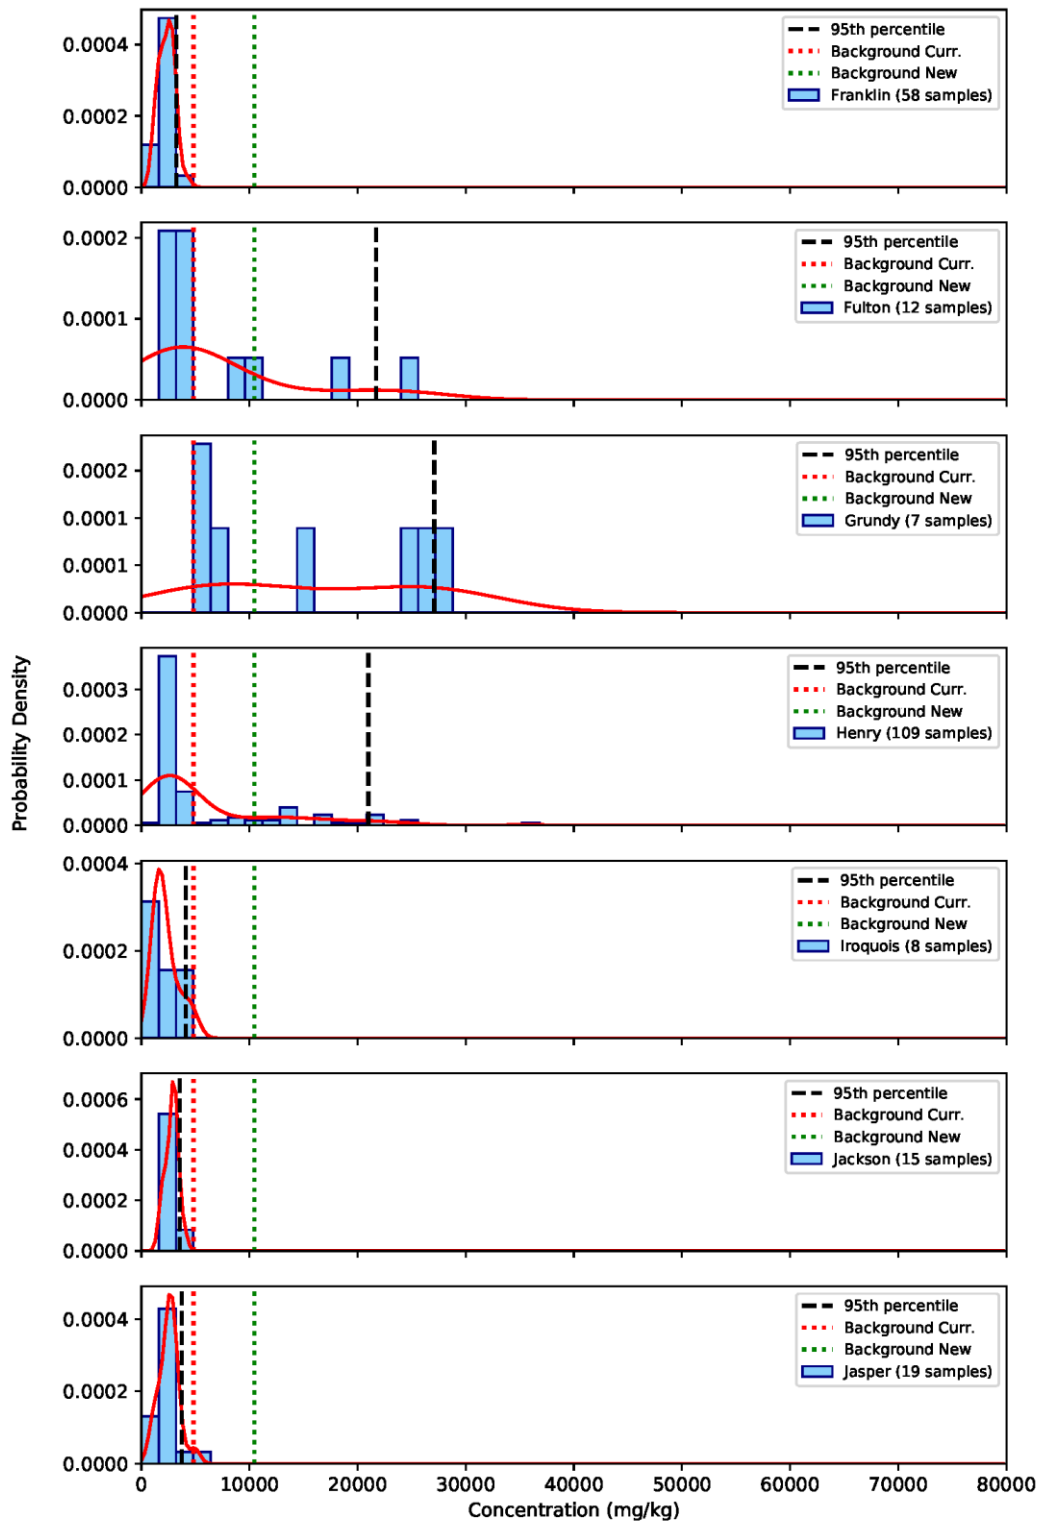 0.0004
0.0002
0.0000
95th percentile
Background Curr.
Background New
Franklin (58 samples)
0.0002
0.0001
0.0000
95th percentile
Background Curr.
Background New
Fulton (12 samples)
0.0002
0.0001
0.0001
0.0000
95th percentile
Background Curr.
Background New
Grundy (7 samples)
Probability Density
0.0003
0.0002
0.0001
0.0000
95th percentile
Background Curr.
Background New
Henry (109 samples)
0.0004
0.0002
0.0000
95th percentile
Background Curr.
Background New
Iroquois (8 samples)
0.0006
0.0004
0.0002
0.0000
95th percentile
Background Curr.
Background New
Jackson (15 samples)
0.0004
0.0002
0.0000
95th percentile
Background Curr.
Background New
Jasper (19 samples)
0 10000 20000 30000 40000 50000 60000 70000 80000
Concentration (mg/kg)